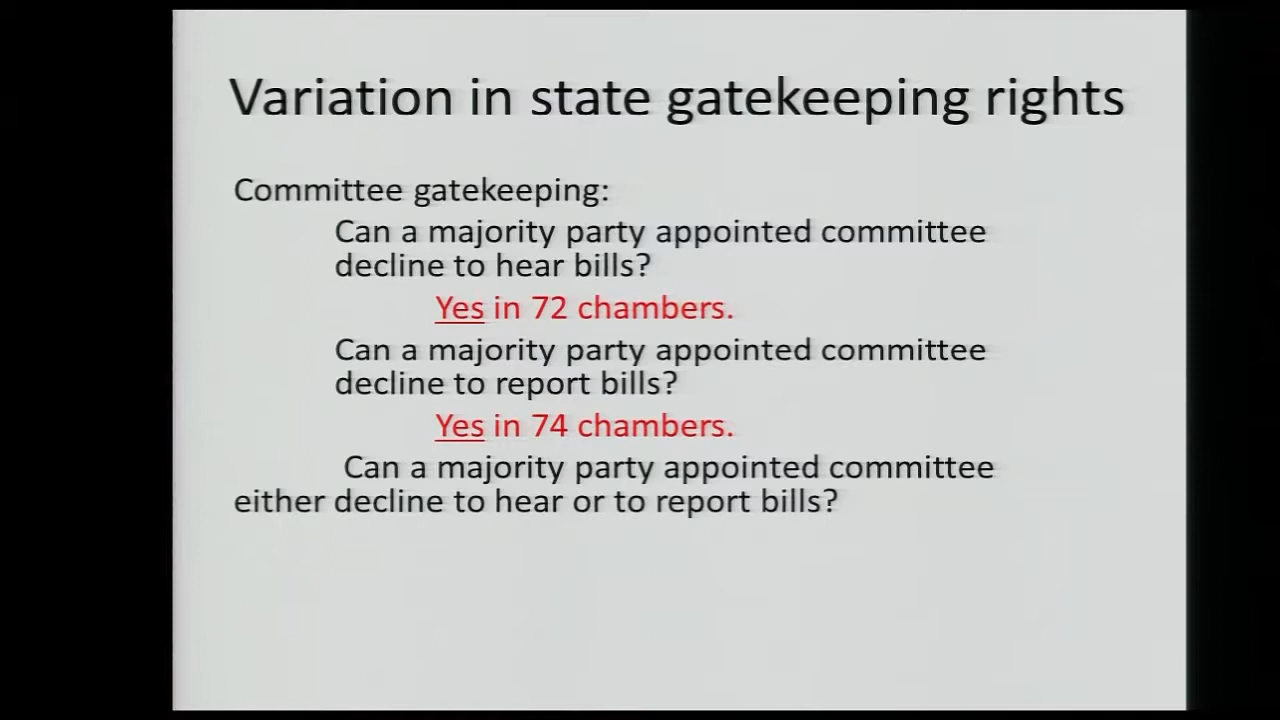 Variation in state gatekeeping rights
Committee gatekeeping:
Can a majority party appointed committee
decline to hear bills?
Yes in 72 chambers.
Can a majority party appointed committee
decline to report bills?
Yes in 74 chambers.
Can a majority party appointed committee
either decline to hear or to report bills?